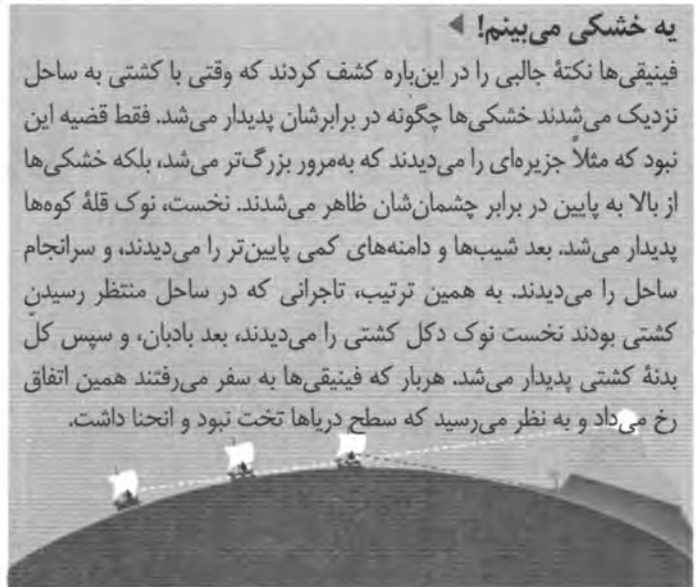 یه خشکی می‌بینم!
فینیقی‌ها نکتهٔ جالبی را در این‌باره کشف کردند که وقتی با کشتی به ساحل
نزدیک می‌شدند خشکی‌ها چگونه در برابرشان پدیدار می‌شد. فقط قضیه این
نبود که مثلاً جزیره‌ای را می‌دیدند که به‌مرور بزرگ‌تر می‌شد، بلکه خشکی‌ها
از بالا به پایین در برابر چشمان‌شان ظاهر می‌شدند. نخست، نوک قلهٔ کوه‌ها
پدیدار می‌شد. بعد شیب‌ها و دامنه‌های کمی پایین‌تر را می‌دیدند، و سرانجام
ساحل را می‌دیدند. به همین ترتیب، تاجرانی که در ساحل منتظر رسیدنِ
کشتی بودند نخست نوک دکل کشتی را می‌دیدند، بعد بادبان، و سپس کلّ
بدنهٔ کشتی پدیدار می‌شد. هربار که فینیقی‌ها به سفر می‌رفتند همین اتفاق
رخ می‌داد و به نظر می‌رسید که سطح دریاها تخت نبود و انحنا داشت.